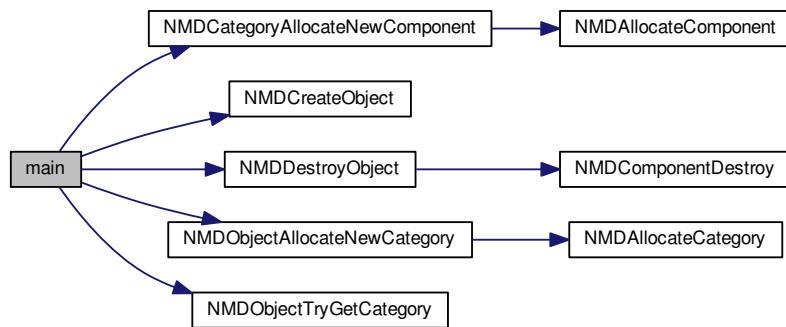 NMDCategoryAllocateNewComponent
NMDAllocateComponent
NMDCreateObject
main
NMDDestroyObject
NMDComponentDestroy
NMDObjectAllocateNewCategory
NMDAllocateCategory
NMDObjectTryGetCategory